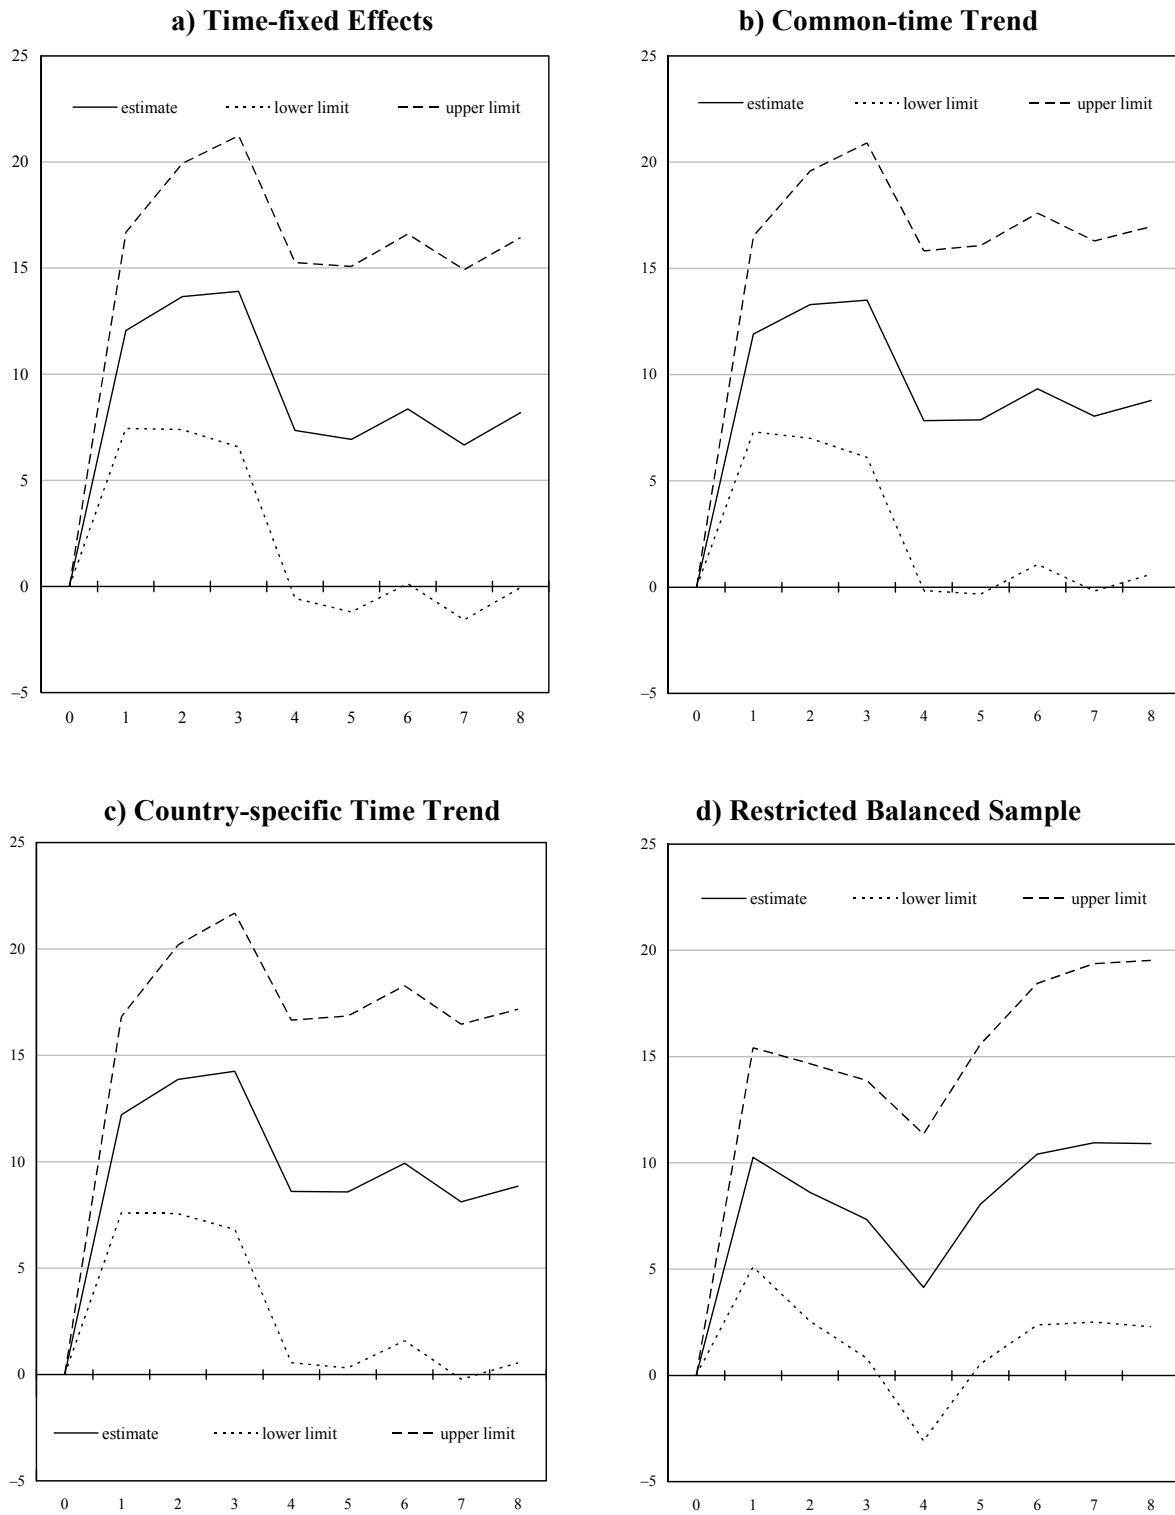 a) Time-fixed Effects
25
estimate lower limit upper limit
20
15
10
5
0
–5
0 1 2 3 4 5 6 7 8
b) Common-time Trend
25
estimate lower limit upper limit
20
15
10
5
0
–5
0 1 2 3 4 5 6 7 8
c) Country-specific Time Trend
25
20
15
10
5
0
estimate lower limit upper limit
–5
0 1 2 3 4 5 6 7 8
d) Restricted Balanced Sample
25
estimate lower limit upper limit
20
15
10
5
0
–5
0 1 2 3 4 5 6 7 8